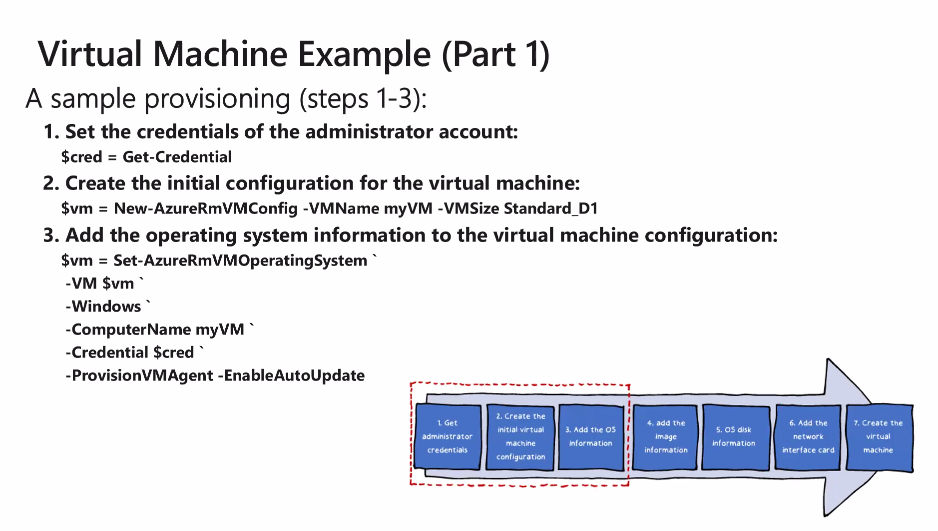 Virtual Machine Example (Part 1)
A sample provisioning (steps 1-3):
1. Set the credentials of the administrator account:
$cred = Get-Credential
2. Create the initial configuration for the virtual machine:
$vm = New-AzureRmVMConfig -VMName myVM -VMSize Standard_D1
3. Add the operating system information to the virtual machine configuration:
$vm = Set-AzureRmVMOperatingSystem `
-VM $vm `
-Windows `
-ComputerName myVM `
-Credential $cred `
-ProvisionVMAgent -EnableAutoUpdate
1. Get
administrator
credentials
2. Create the
initial virtual
machine
configuration
3. Add the OS
information
4. add the
image
information
5. OS disk
information
6. Add the
network
interface card
7. Create the
virtual
machine